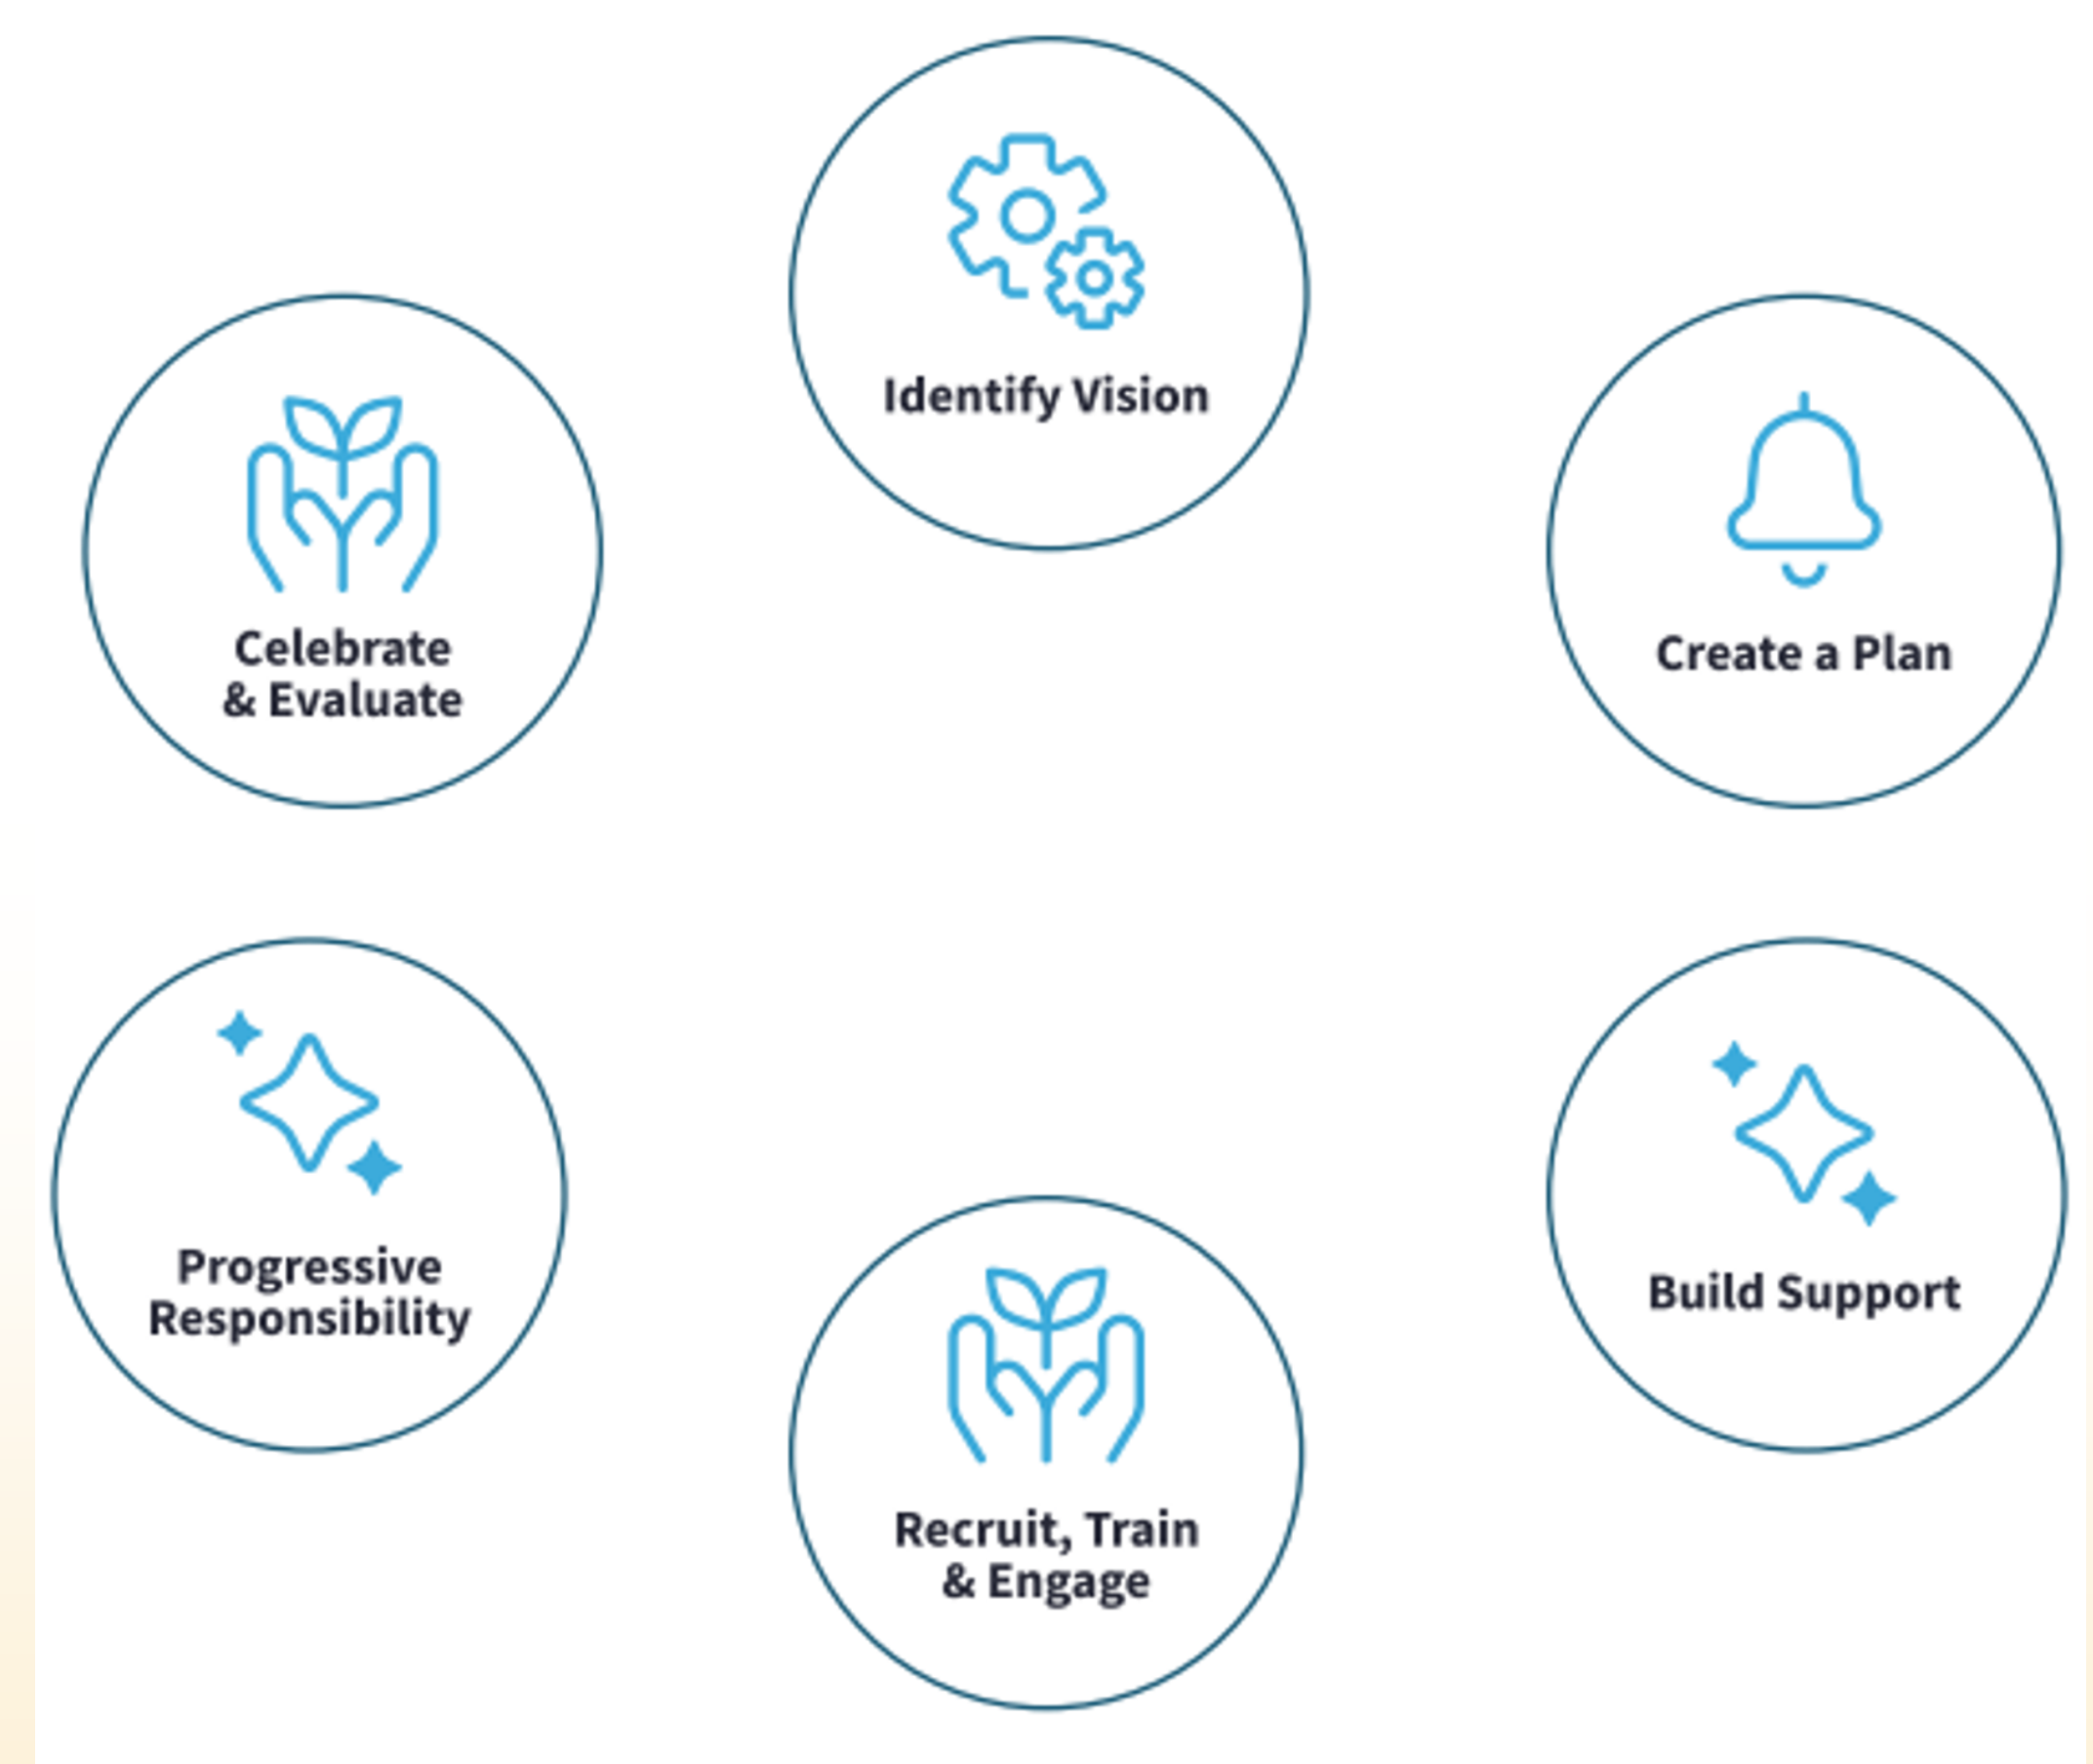 Identify Vision
Create a Plan
Build Support
Recruit, Train
& Engage
Progressive
Responsibility
Celebrate
& Evaluate